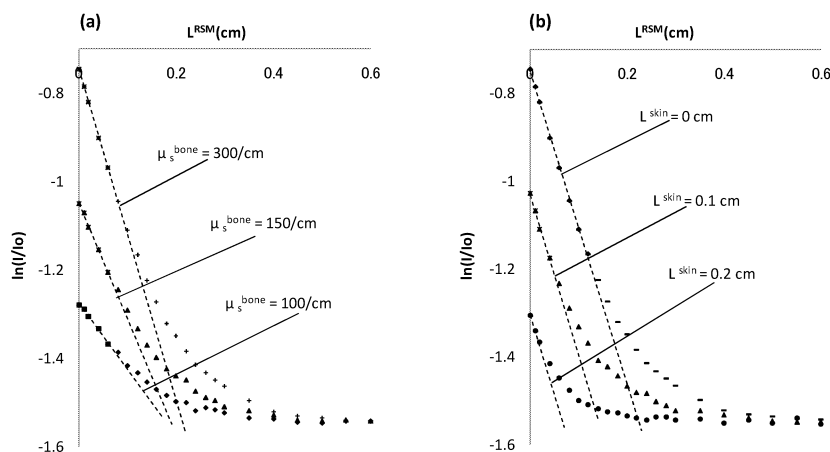 (a)
L^RSM(cm)
0 0.2 0.4 0.6
-0.8
-1
-1.2
-1.4
-1.6
ln(I/Io)
μ s^bone = 300/cm
μ s^bone = 150/cm
μ s^bone = 100/cm
(b)
L^RSM(cm)
0 0.2 0.4 0.6
-0.8
-1
-1.2
-1.4
-1.6
ln(I/Io)
L^skin = 0 cm
L^skin = 0.1 cm
L^skin = 0.2 cm